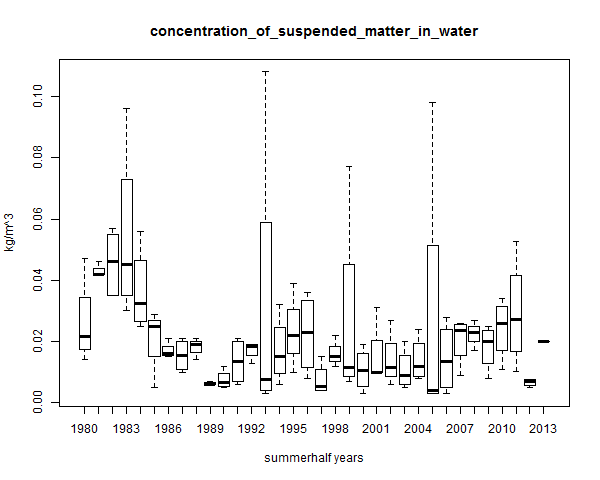 concentration_of_suspended_matter_in_water
kg/m^3
0.10
0.08
0.06
0.04
0.02
0.00
1980 1983 1986 1989 1992 1995 1998 2001 2004 2007 2010 2013
summerhalf years